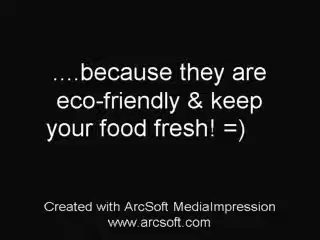 ....because they are
eco-friendly & keep
your food fresh! =)
Created with ArcSoft MediaImpression
www.arcsoft.com